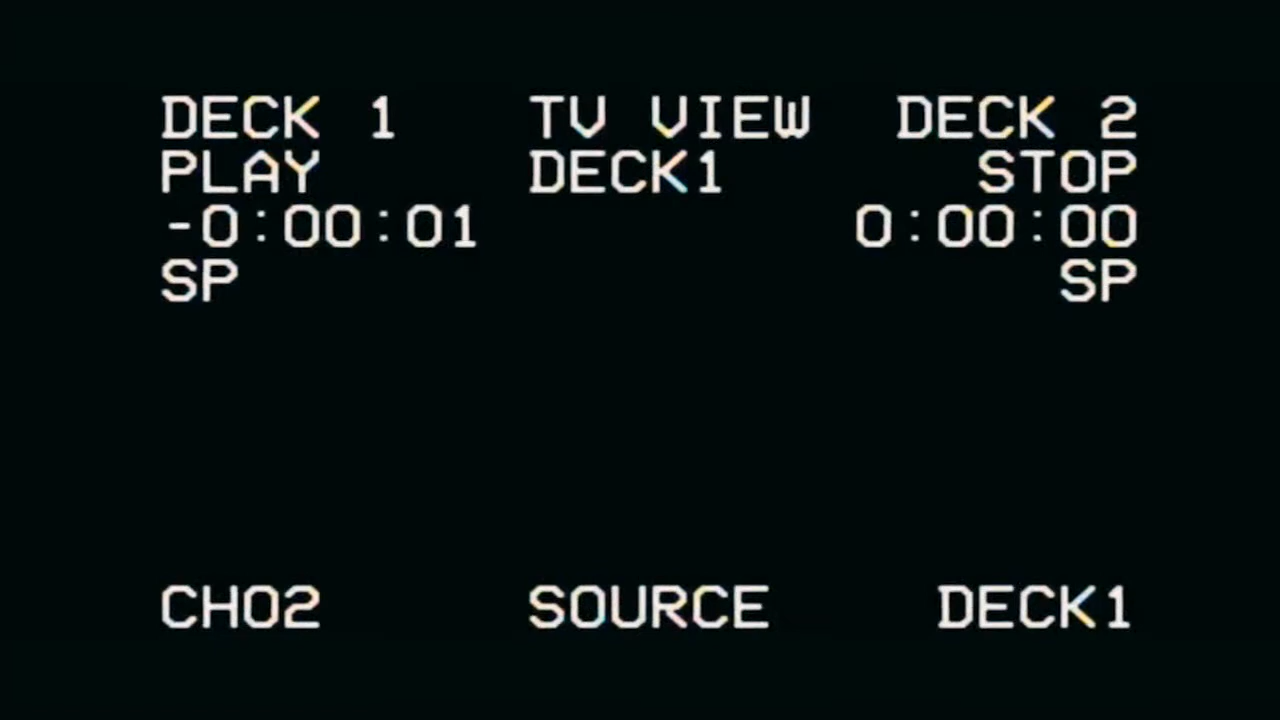 DECK 1 TV VIEW DECK 2
PLAY DECK1 STOP
-0:00:01 0:00:00
SP SP
CH02 SOURCE DECK1